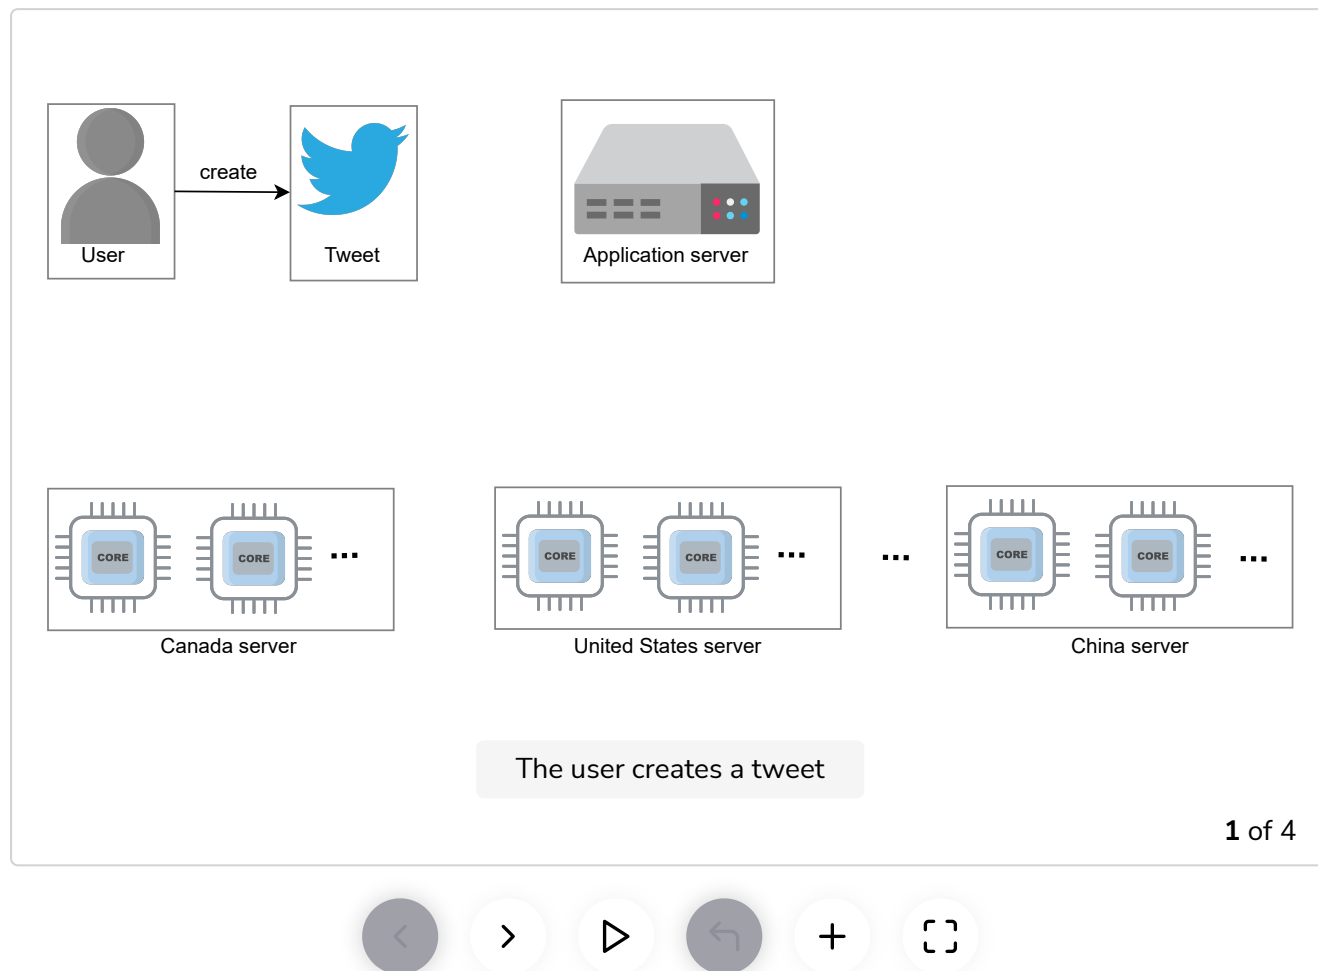 create
User
Tweet
Application server
CORE
CORE
...
CORE
CORE
...
...
CORE
CORE
...
Canada server
United States server
China server
The user creates a tweet
1 of 4